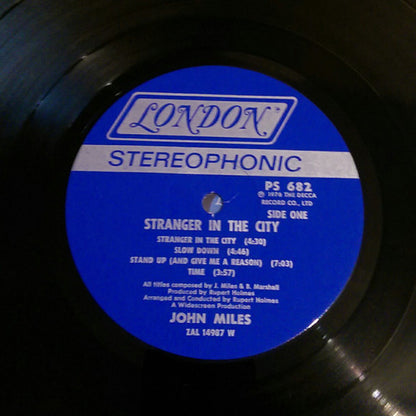 LONDON
STEREOPHONIC
PS 682
℗ 1976 THE DECCA
RECORD CO., LTD
SIDE ONE
STRANGER IN THE CITY
STRANGER IN THE CITY (4:30)
SLOW DOWN (4:46)
STAND UP (AND GIVE ME A REASON) (7:03)
TIME (3:57)
All titles composed by J. Miles & B. Marshall
Produced by Rupert Holmes
Arranged and Conducted by Rupert Holmes
A Widescreen Production
JOHN MILES
ZAL 14987 W